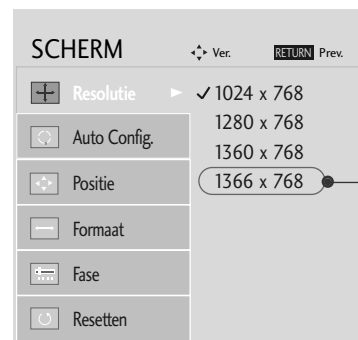 SCHERM
Ver. RETURN Prev.
Resolutie
Auto Config.
Positie
Formaat
Fase
Resetten
1024 x 768
1280 x 768
1360 x 768
1366 x 768